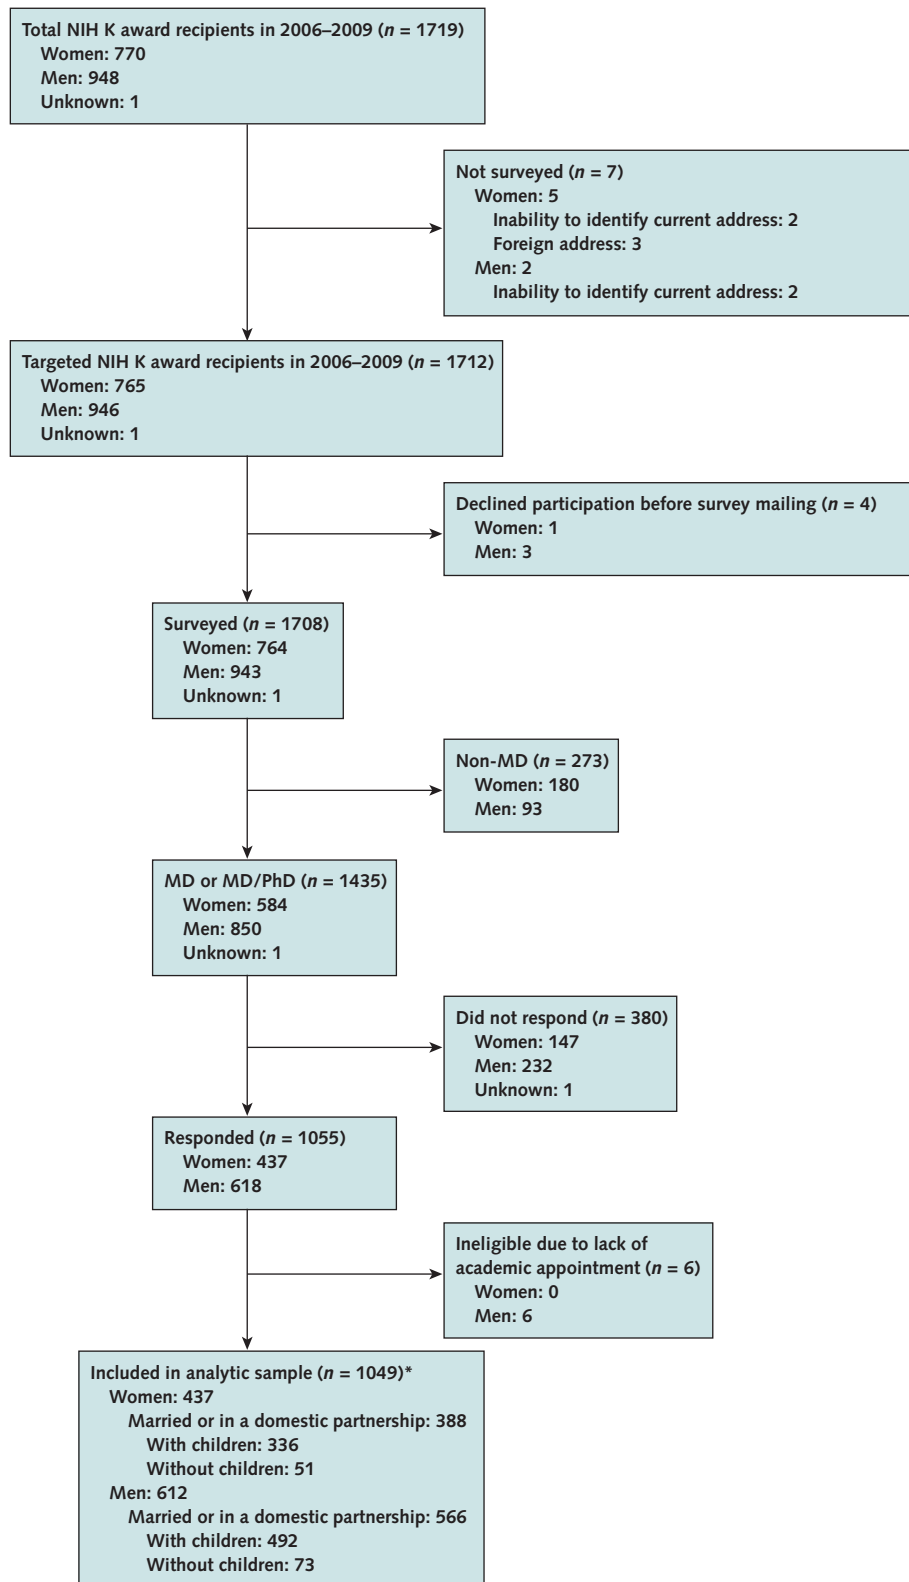 Total NIH K award recipients in 2006–2009 (n = 1719)
Women: 770
Men: 948
Unknown: 1
Not surveyed (n = 7)
Women: 5
Inability to identify current address: 2
Foreign address: 3
Men: 2
Inability to identify current address: 2
Targeted NIH K award recipients in 2006–2009 (n = 1712)
Women: 765
Men: 946
Unknown: 1
Declined participation before survey mailing (n = 4)
Women: 1
Men: 3
Surveyed (n = 1708)
Women: 764
Men: 943
Unknown: 1
Non-MD (n = 273)
Women: 180
Men: 93
MD or MD/PhD (n = 1435)
Women: 584
Men: 850
Unknown: 1
Did not respond (n = 380)
Women: 147
Men: 232
Unknown: 1
Responded (n = 1055)
Women: 437
Men: 618
Ineligible due to lack of
academic appointment (n = 6)
Women: 0
Men: 6
Included in analytic sample (n = 1049)*
Women: 437
Married or in a domestic partnership: 388
With children: 336
Without children: 51
Men: 612
Married or in a domestic partnership: 566
With children: 492
Without children: 73